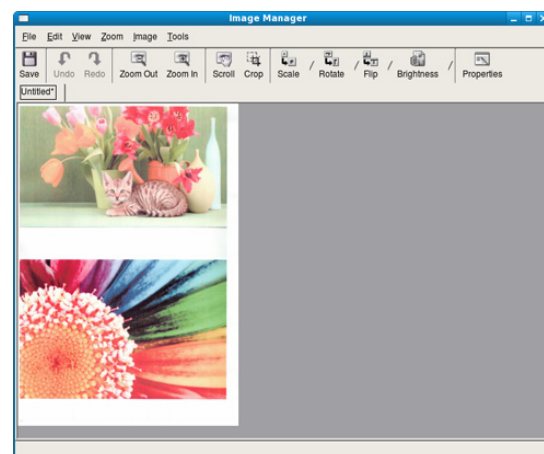 Image Manager
File Edit View Zoom Image Tools
Save Undo Redo Zoom Out Zoom In Scroll Crop Scale / Rotate / Flip / Brightness / Properties
Untitled*